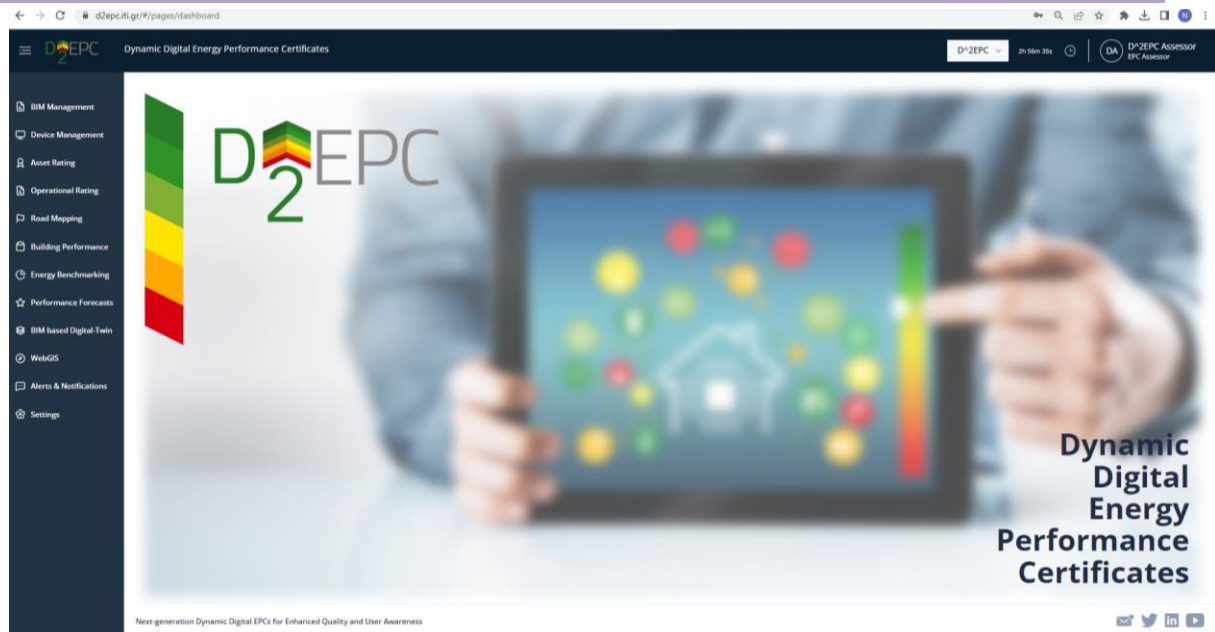 d2epc.iti.gr/#/pages/dashboard
N
D2EPC
Dynamic Digital Energy Performance Certificates
D^2EPC
2h 56m 35s
DA
D^2EPC Assessor
EPC Assessor
BIM Management
Device Management
Asset Rating
Operational Rating
Road Mapping
Building Performance
Energy Benchmarking
Performance Forecasts
BIM based Digital-Twin
WebGIS
Alerts & Notifications
Settings
D2EPC
Dynamic
Digital
Energy
Performance
Certificates
Next-generation Dynamic Digital EPCs for Enhanced Quality and User Awareness
in